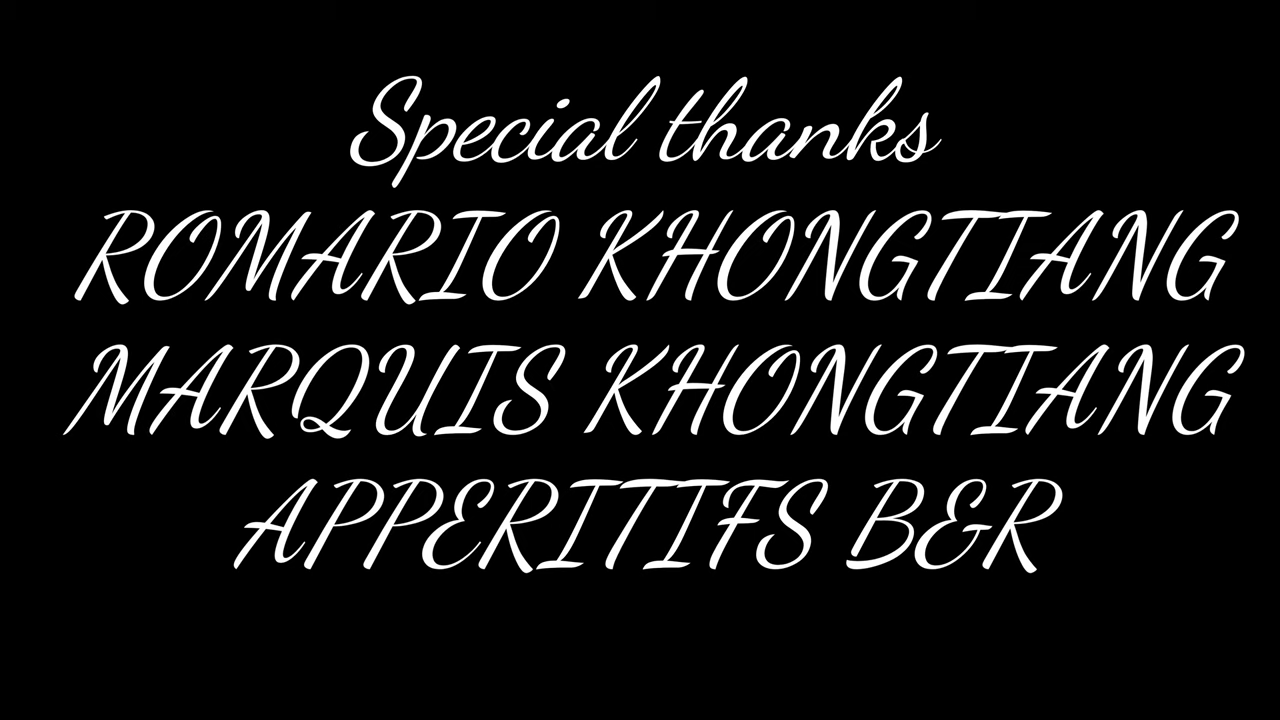 Special thanks
ROMARIO KHONGTIANG
MARQUIS KHONGTIANG
APPERITIFS B&R